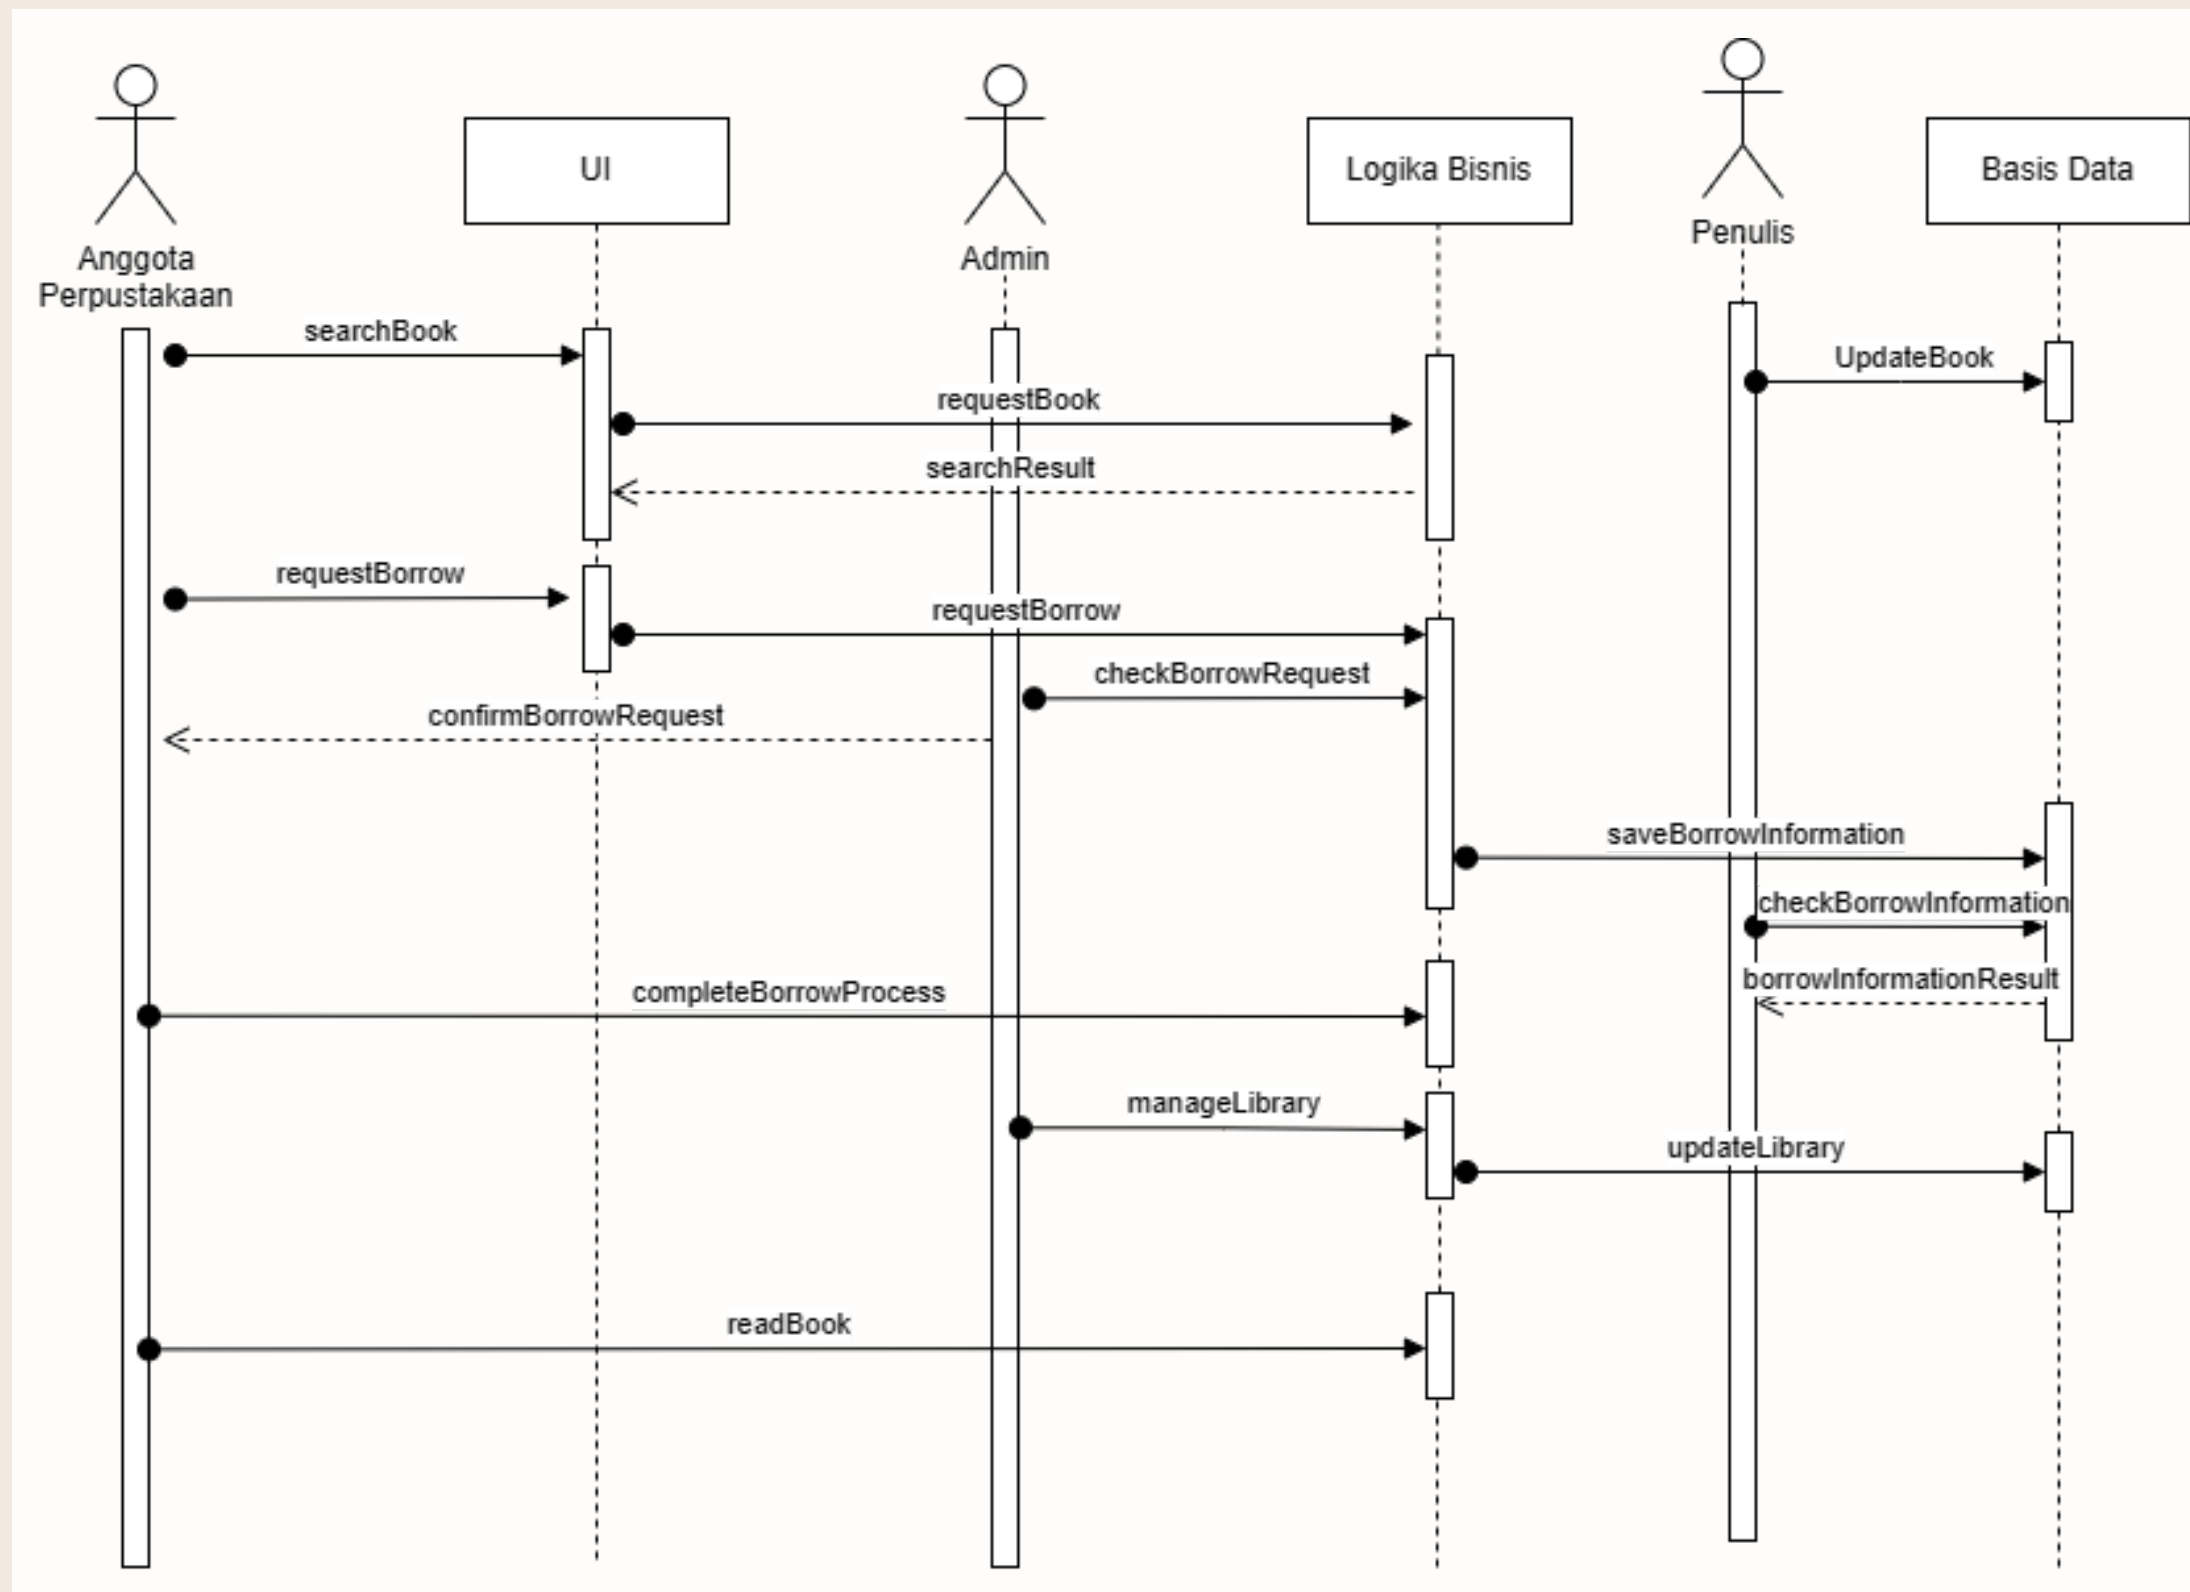 UI
Logika Bisnis
Basis Data
Penulis
Anggota
Perpustakaan
Admin
searchBook
UpdateBook
requestBook
searchResult
requestBorrow
requestBorrow
checkBorrowRequest
confirmBorrowRequest
saveBorrowInformation
checkBorrowInformation
borrowInformationResult
completeBorrowProcess
manageLibrary
updateLibrary
readBook